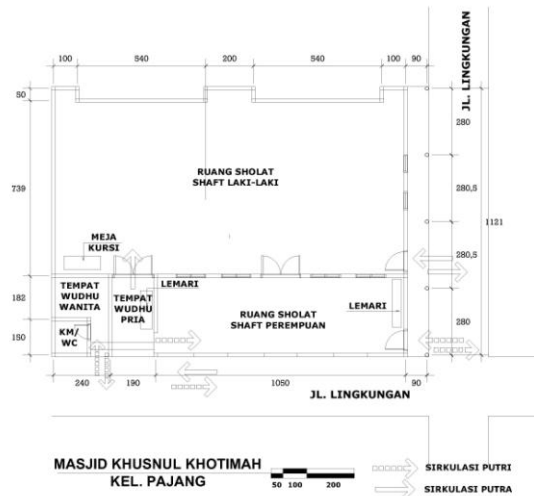 100 540 200 540 100 90
50
739
182
150
JL. LINGKUNGAN
280
280,5
280,5
280
1121
RUANG SHOLAT
SHAFT LAKI-LAKI
MEJA
KURSI
TEMPAT
WUDHU
WANITA
TEMPAT
WUDHU
PRIA
LEMARI
LEMARI
RUANG SHOLAT
SHAFT PEREMPUAN
KM/
WC
240 190 1050 90
JL. LINGKUNGAN
MASJID KHUSNUL KHOTIMAH
KEL. PAJANG
50 100 200
SIRKULASI PUTRI
SIRKULASI PUTRA